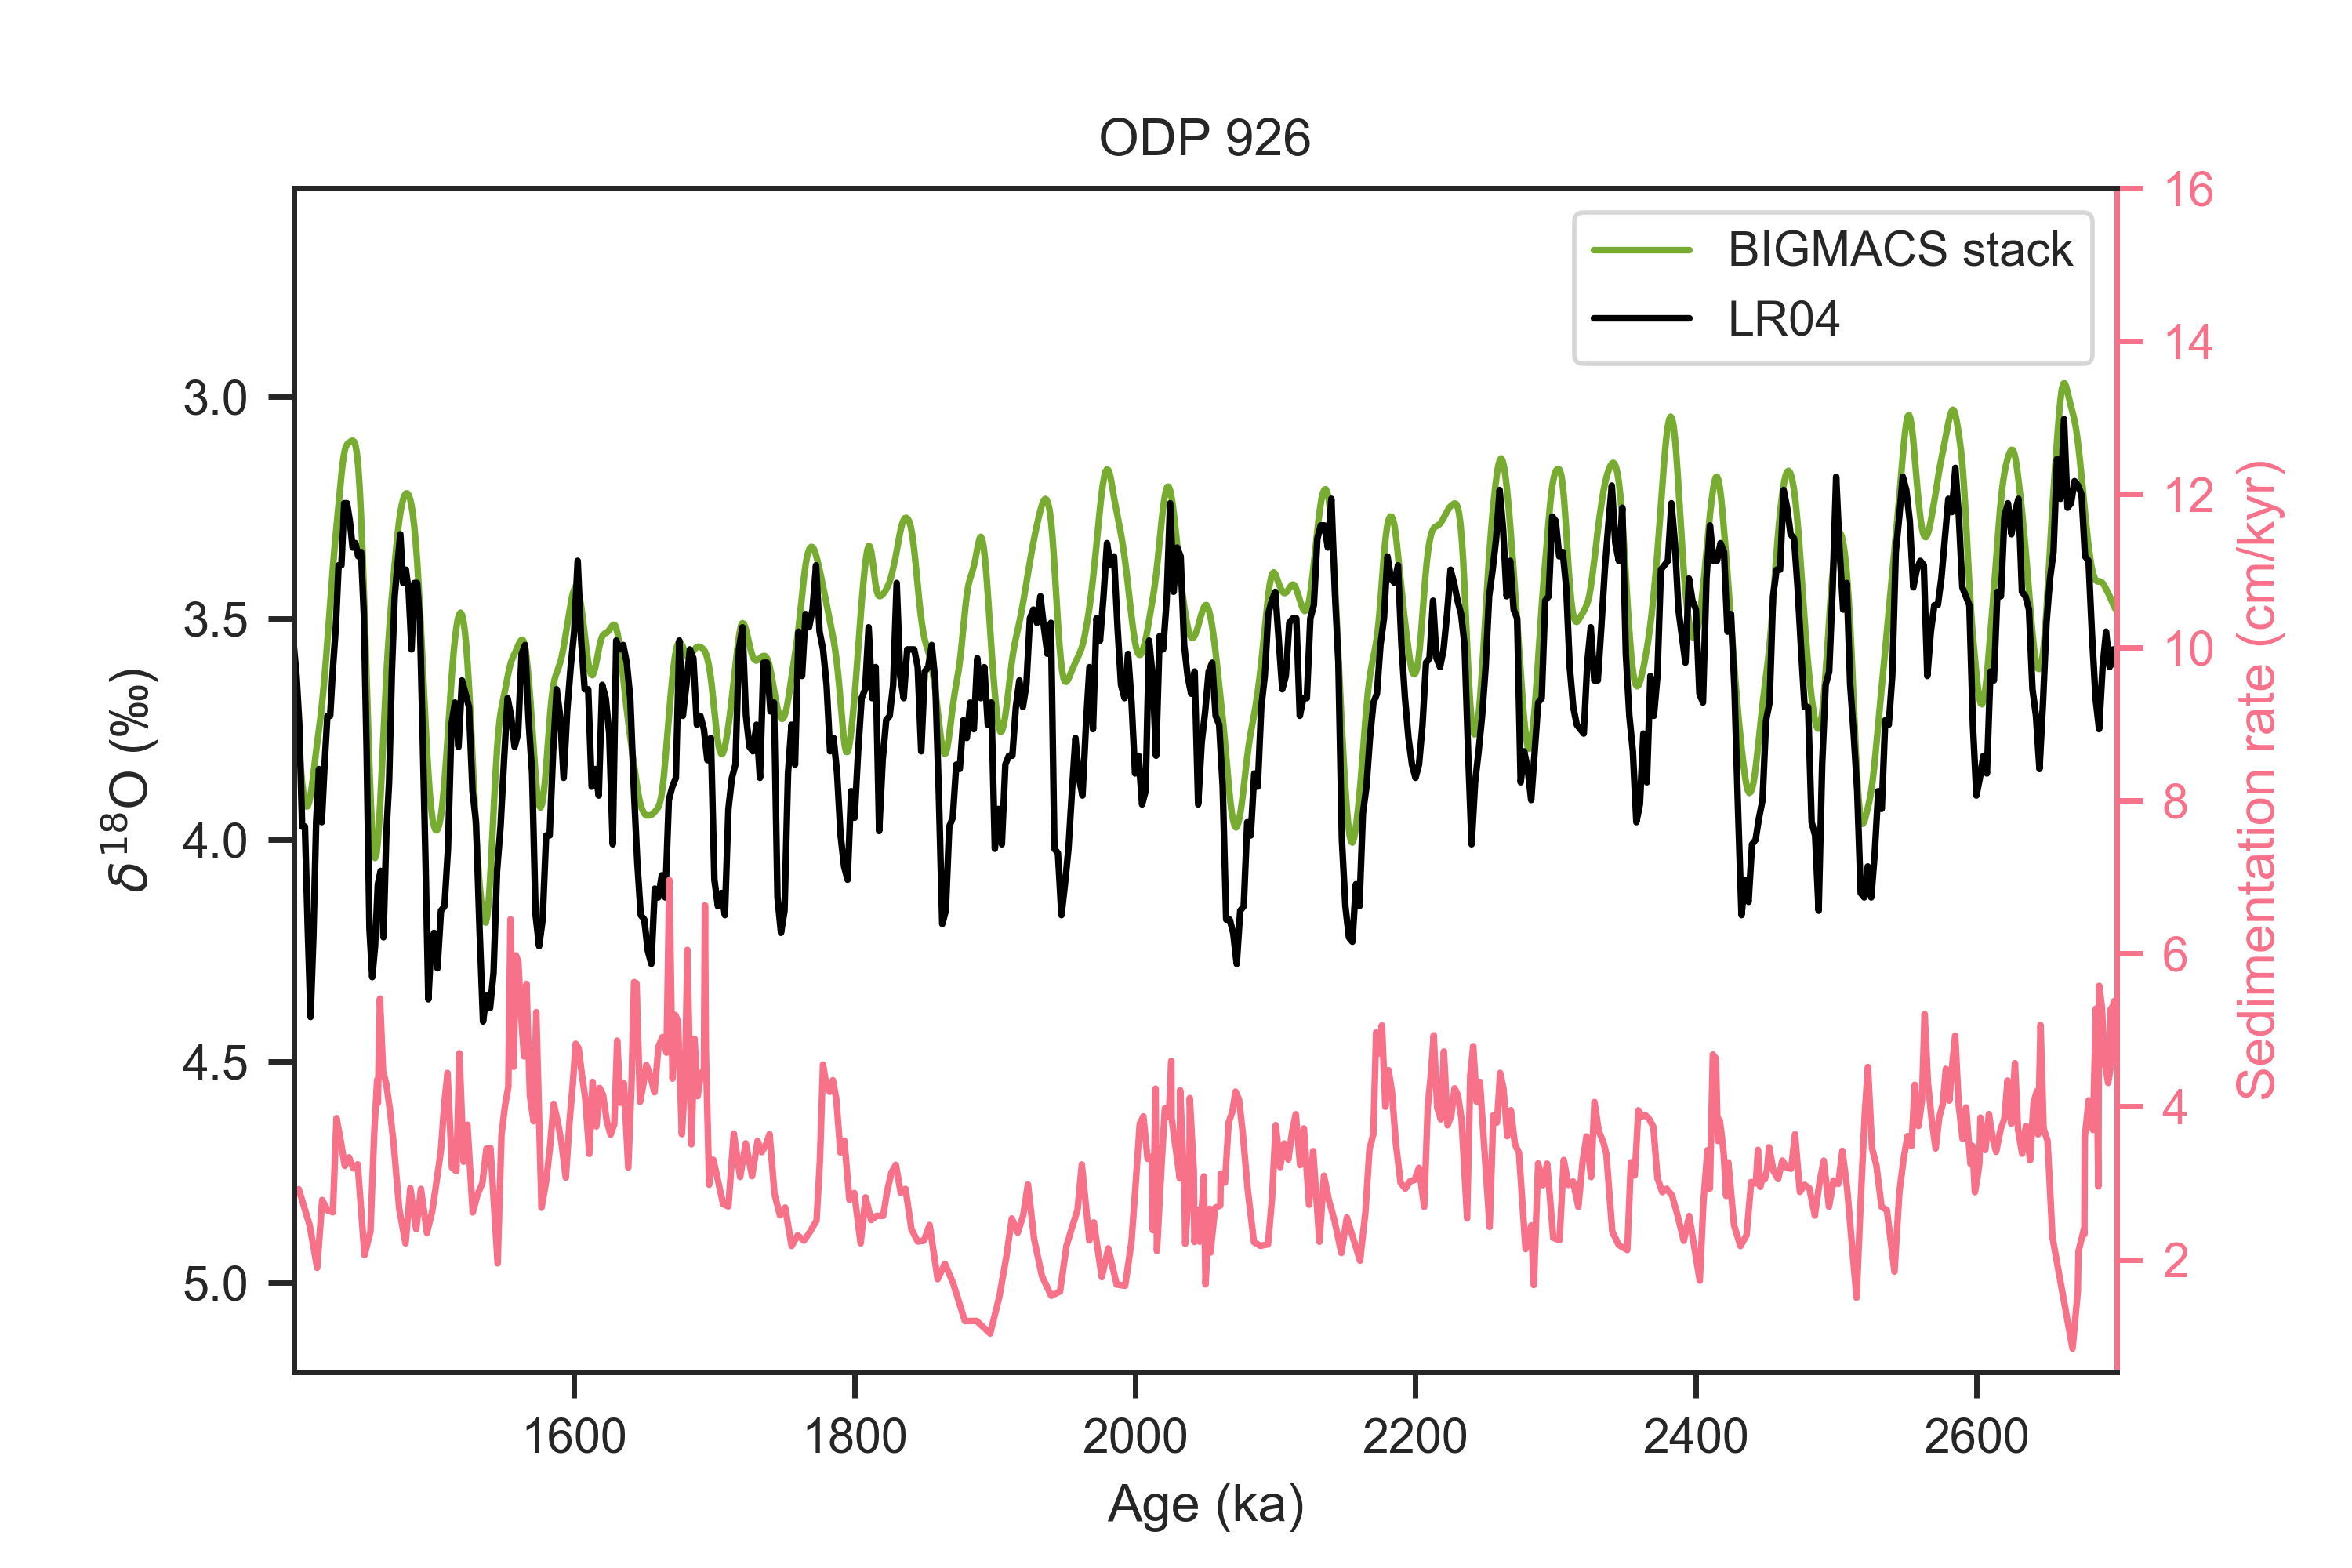 ODP 926
BIGMACS stack
LR04
3.0
3.5
4.0
4.5
5.0
δ¹⁸O (‰)
16
14
12
10
8
6
4
2
Sedimentation rate (cm/kyr)
1600 1800 2000 2200 2400 2600
Age (ka)